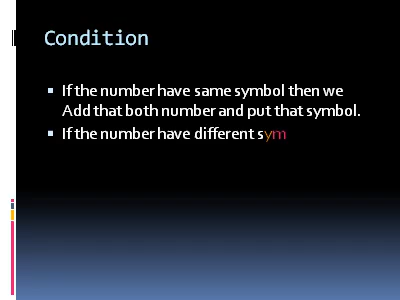 Condition
If the number have same symbol then we
Add that both number and put that symbol.
If the number have different sym